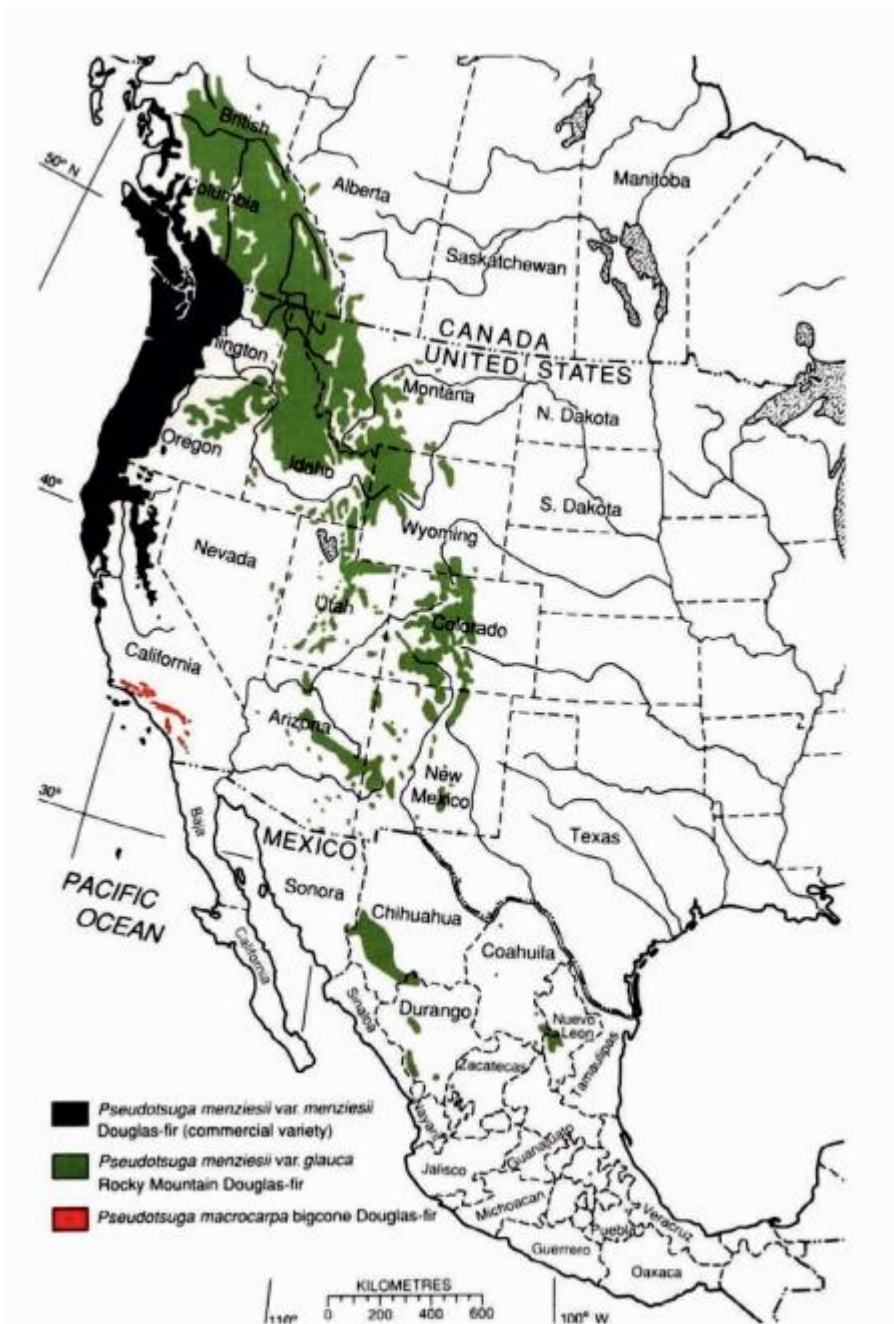 British
Columbia
50° N
Alberta
Manitoba
Saskatchewan
CANADA
UNITED STATES
ington
Montana
N. Dakota
Oregon
Idaho
40°
S. Dakota
Wyoming
Nevada
Utah
Colorado
California
Arizona
New
Mexico
30°
Texas
MEXICO
Baja
California
Sonora
PACIFIC
OCEAN
Chihuahua
Coahuila
Sinaloa
Durango
Nuevo
Leon
Tamaulipas
Zacatecas
Nayarit
Guanajuato
Jalisco
Michoacan
Puebla
Veracruz
Guerrero
Oaxaca
Pseudotsuga menziesii var. menziesii
Douglas-fir (commercial variety)
Pseudotsuga menziesii var. glauca
Rocky Mountain Douglas-fir
Pseudotsuga macrocarpa bigcone Douglas-fir
KILOMETRES
0 200 400 600
110°
100° W.